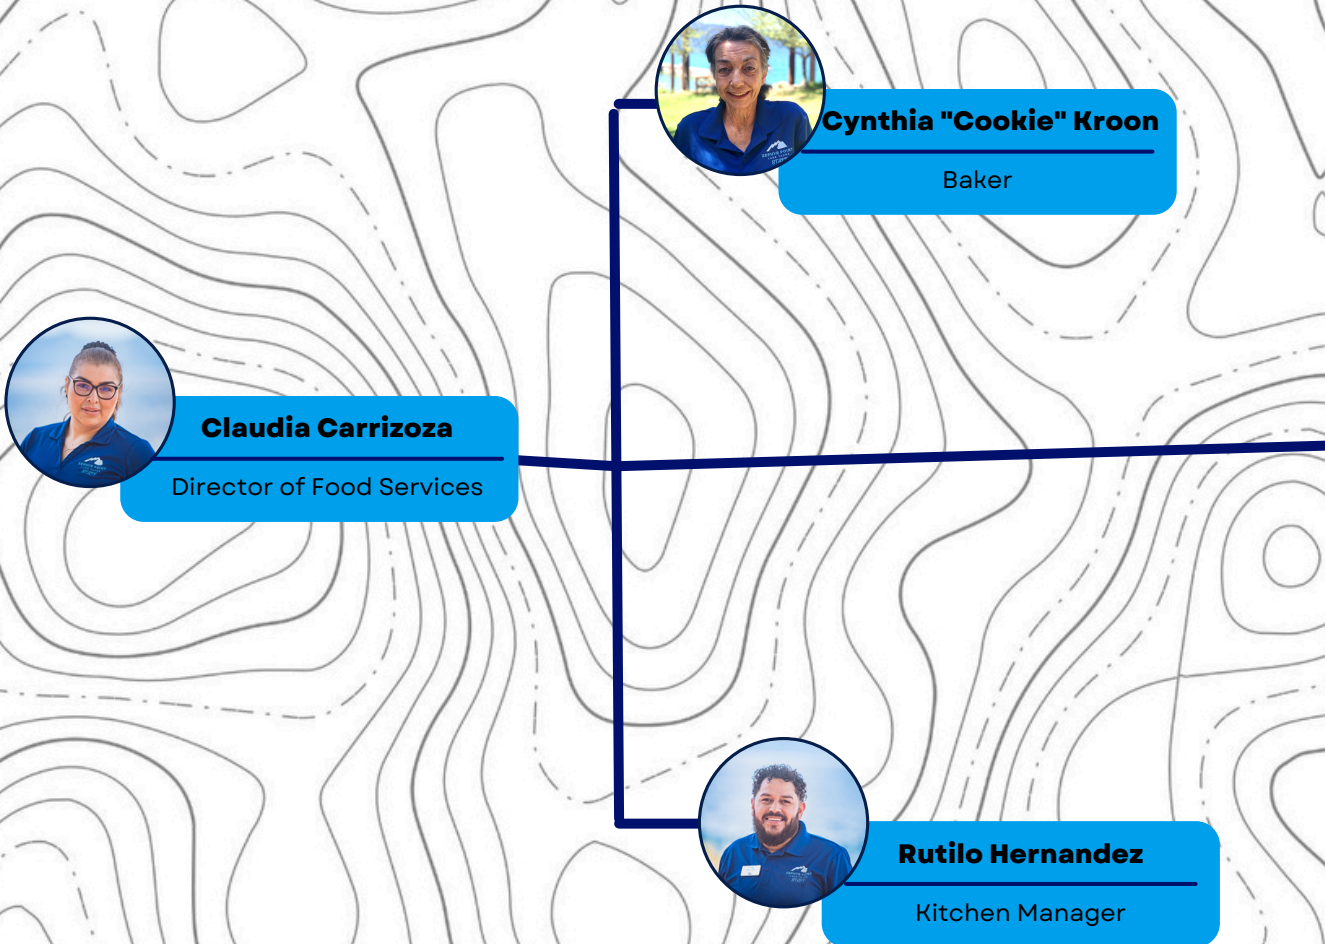 Cynthia "Cookie" Kroon
Baker
Claudia Carrizoza
Director of Food Services
Rutilo Hernandez
Kitchen Manager